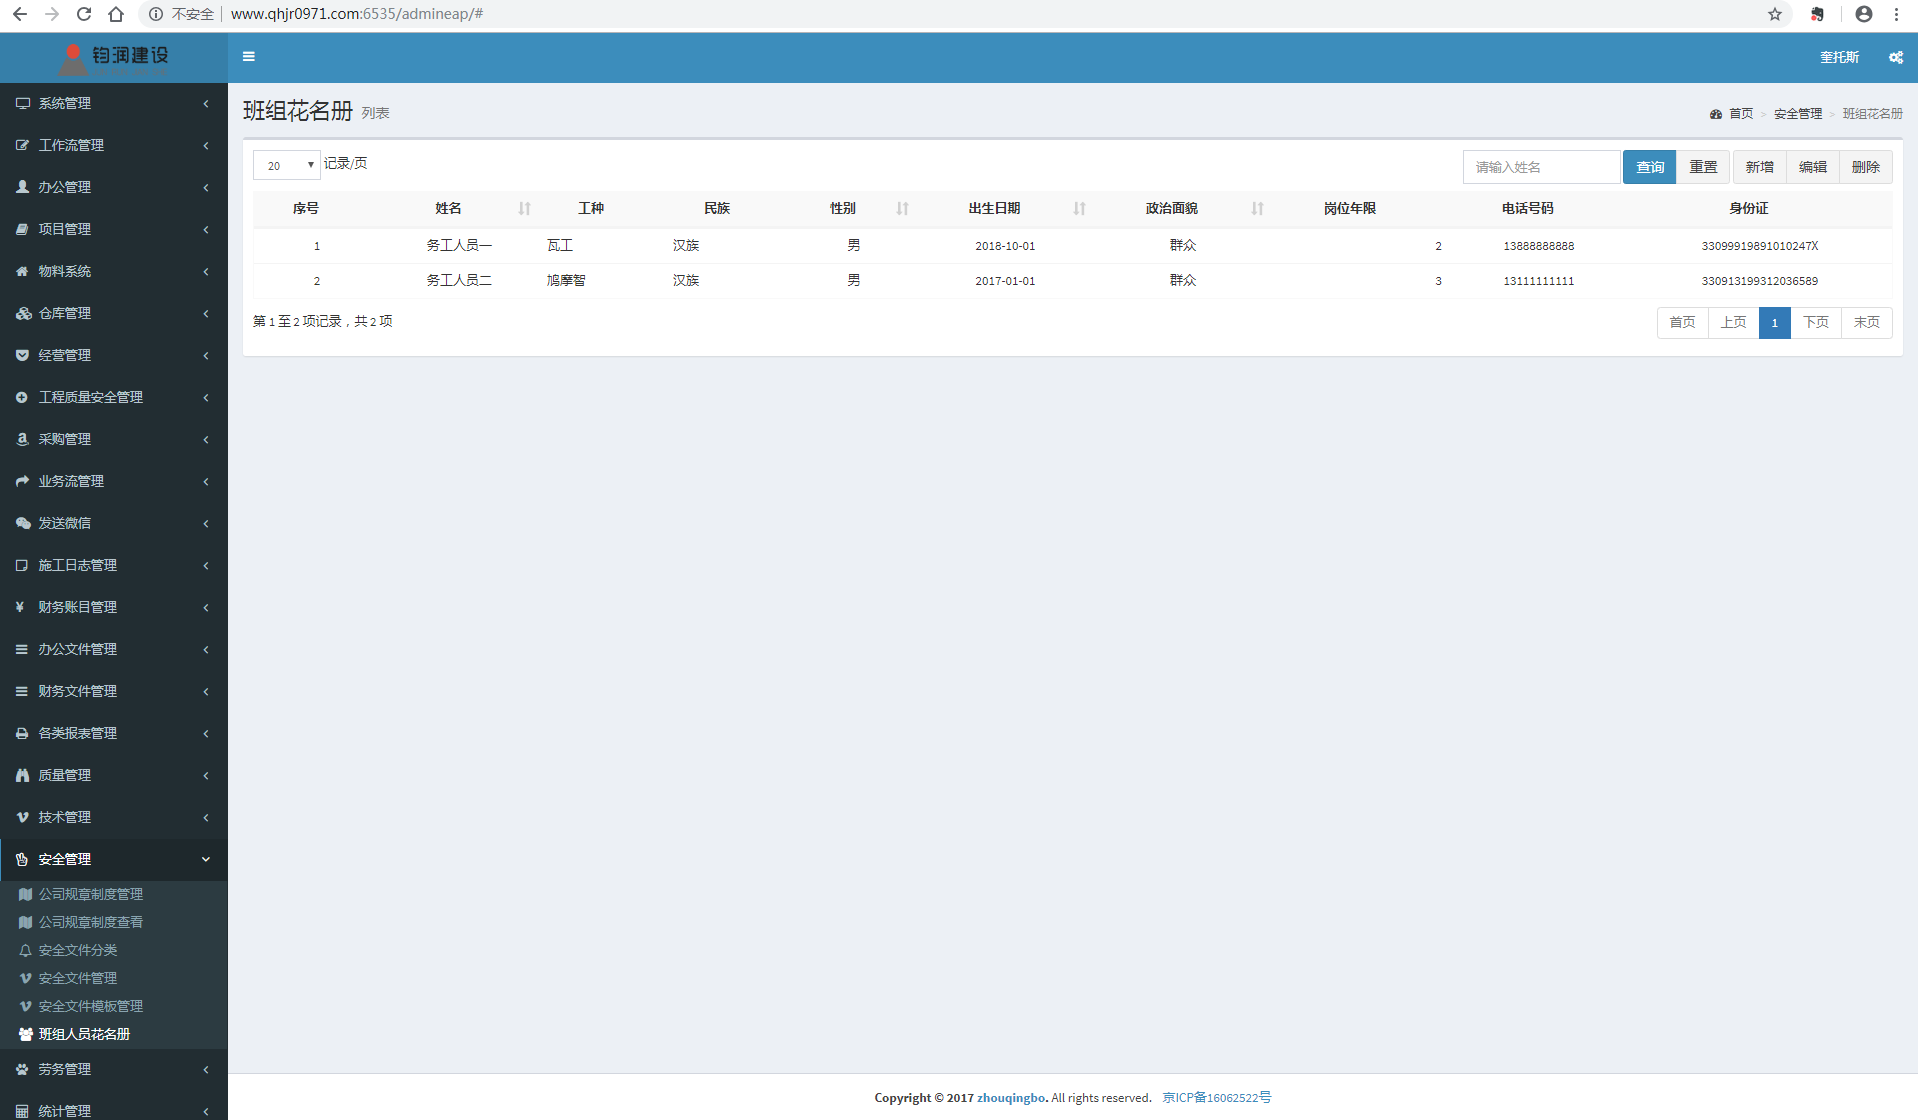 不安全 www.qhjr0971.com:6535/admineap/#
钧润建设
奎托斯
系统管理
工作流管理
办公管理
项目管理
物料系统
仓库管理
经营管理
工程质量安全管理
采购管理
业务流管理
发送微信
施工日志管理
财务账目管理
办公文件管理
财务文件管理
各类报表管理
质量管理
技术管理
安全管理
公司规章制度管理
公司规章制度查看
安全文件分类
安全文件管理
安全文件模板管理
班组人员花名册
劳务管理
统计管理
班组花名册 列表
首页 > 安全管理 > 班组花名册
20 记录/页
请输入姓名 查询 重置 新增 编辑 删除
序号 姓名 工种 民族 性别 出生日期 政治面貌 岗位年限 电话号码 身份证
1 务工人员一 瓦工 汉族 男 2018-10-01 群众 2 13888888888 33099919891010247X
2 务工人员二 鸠摩智 汉族 男 2017-01-01 群众 3 13111111111 330913199312036589
第 1 至 2 项记录，共 2 项
首页 上页 1 下页 末页
Copyright © 2017 zhouqingbo. All rights reserved. 京ICP备16062522号